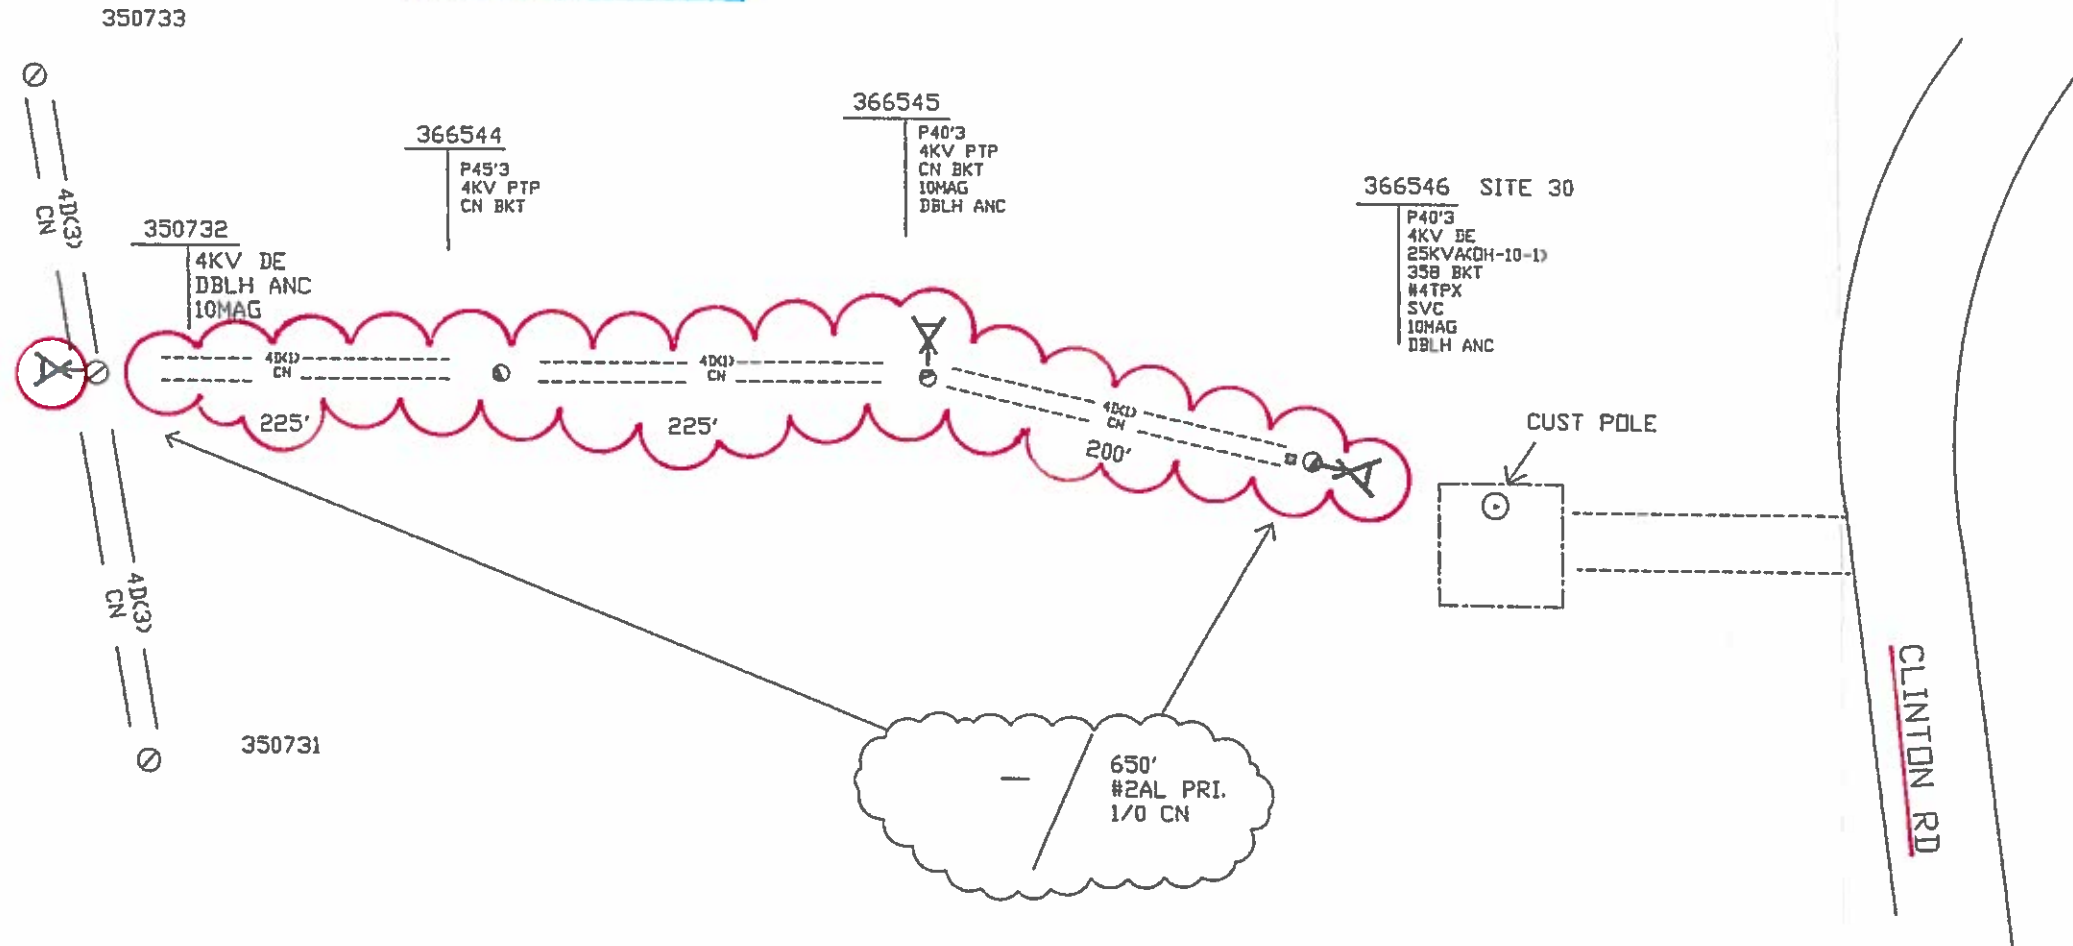 350733
4D(3)
CN
350732
4KV DE
DBLH ANC
10MAG
366544
P45'3
4KV PTP
CN BKT
366545
P40'3
4KV PTP
CN BKT
10MAG
DBLH ANC
366546 SITE 30
P40'3
4KV DE
25KVA(OH-10-1)
35B BKT
#4TPX
SVC
10MAG
DBLH ANC
4D(1)
CN
225'
4D(1)
CN
225'
4D(1)
CN
200'
CUST POLE
4D(3)
CN
350731
650'
#2AL PRI.
1/0 CN
CLINTON RD